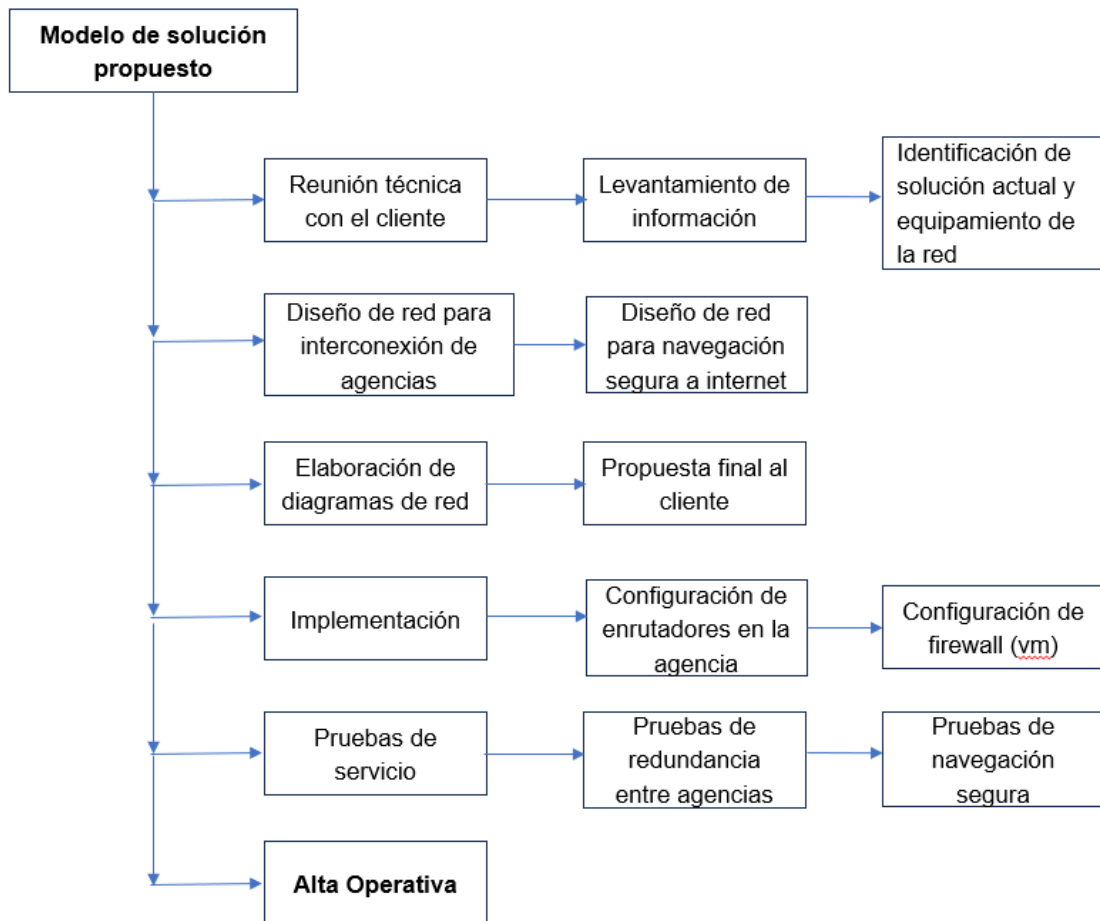 Modelo de solución
propuesto
Reunión técnica
con el cliente
Levantamiento de
información
Identificación de
solución actual y
equipamiento de
la red
Diseño de red para
interconexión de
agencias
Diseño de red
para navegación
segura a internet
Elaboración de
diagramas de red
Propuesta final al
cliente
Implementación
Configuración de
enrutadores en la
agencia
Configuración de
firewall (vm)
Pruebas de
servicio
Pruebas de
redundancia
entre agencias
Pruebas de
navegación
segura
Alta Operativa